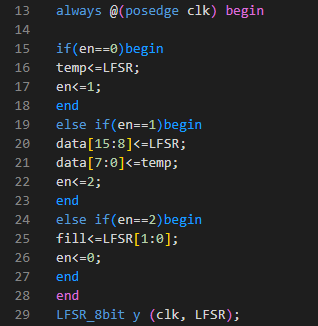 13 always @(posedge clk) begin
14
15 if(en==0)begin
16 temp<=LFSR;
17 en<=1;
18 end
19 else if(en==1)begin
20 data[15:8]<=LFSR;
21 data[7:0]<=temp;
22 en<=2;
23 end
24 else if(en==2)begin
25 fill<=LFSR[1:0];
26 en<=0;
27 end
28 end
29 LFSR_8bit y (clk, LFSR);